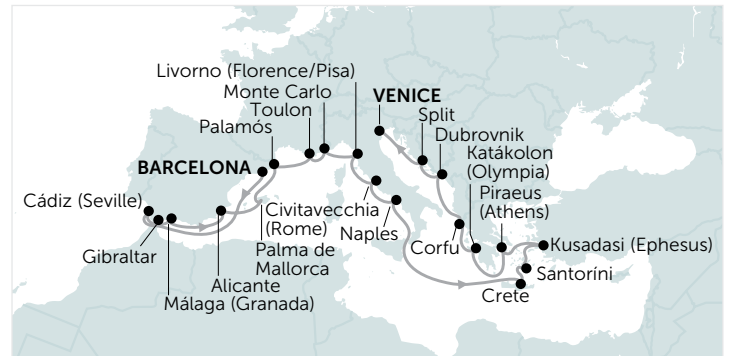 Livorno (Florence/Pisa)
Monte Carlo
Toulon
Palamós
BARCELONA
VENICE
Split
Dubrovnik
Katákolon
(Olympia)
Piraeus
(Athens)
Cádiz (Seville)
Gibraltar
Málaga (Granada)
Alicante
Palma de
Mallorca
Civitavecchia
(Rome)
Naples
Corfu
Kusadasi (Ephesus)
Santoríni
Crete